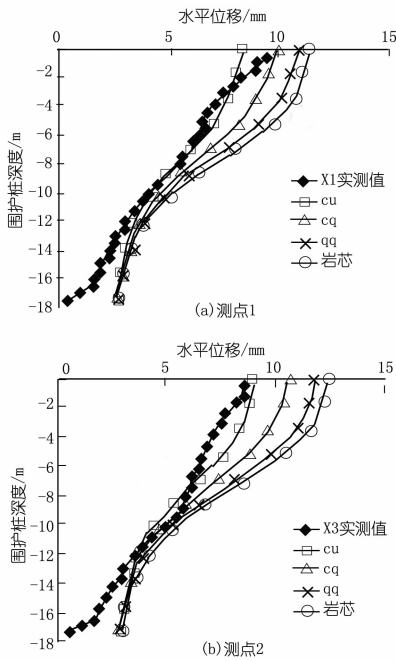 水平位移/mm
0 5 10 15
围护桩深度/m
-2
-4
-6
-8
-10
-12
-14
-16
-18
X1实测值
cu
cq
qq
岩芯
(a)测点1
水平位移/mm
0 5 10 15
围护桩深度/m
-2
-4
-6
-8
-10
-12
-14
-16
-18
X3实测值
cu
cq
qq
岩芯
(b)测点2